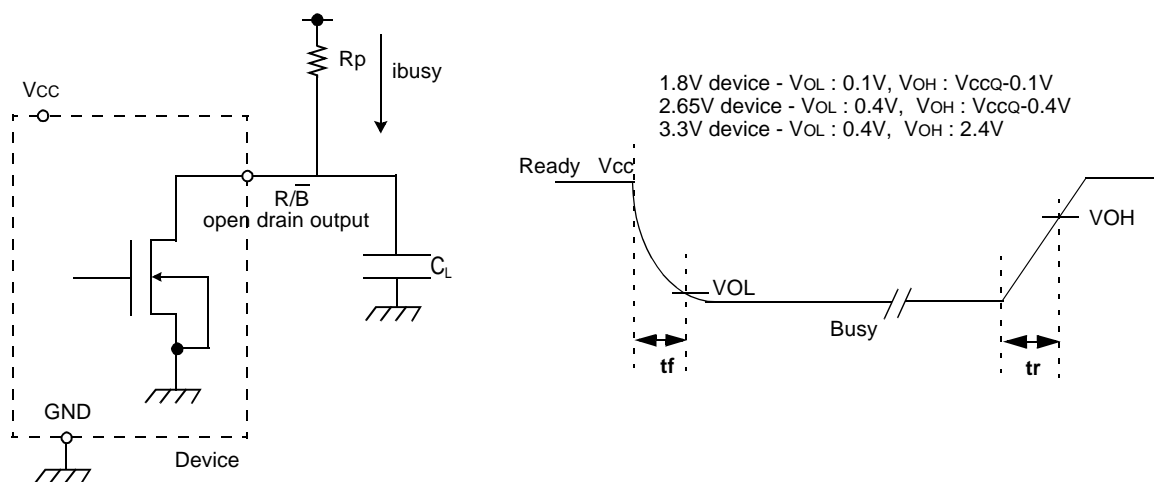 Rp
ibusy
VCC
R/B̅
open drain output
CL
GND
Device
1.8V device - VOL : 0.1V, VOH : VCCQ-0.1V
2.65V device - VOL : 0.4V, VOH : VCCQ-0.4V
3.3V device - VOL : 0.4V, VOH : 2.4V
Ready Vcc
VOH
VOL
Busy
tf
tr